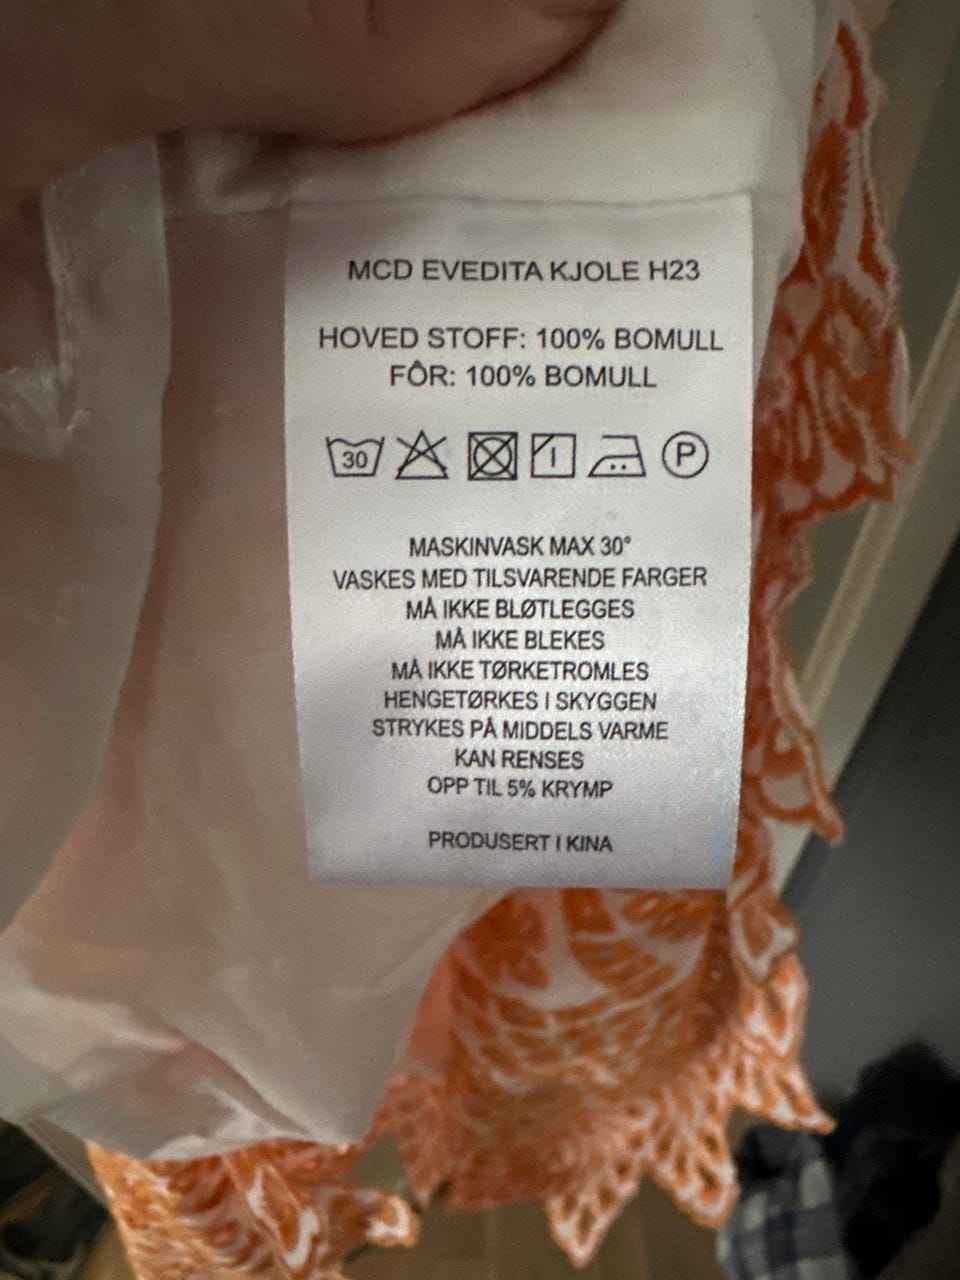 MCD EVEDITA KJOLE H23
HOVED STOFF: 100% BOMULL
FÔR: 100% BOMULL
30 P
MASKINVASK MAX 30°
VASKES MED TILSVARENDE FARGER
MÅ IKKE BLØTLEGGES
MÅ IKKE BLEKES
MÅ IKKE TØRKETROMLES
HENGETØRKES I SKYGGEN
STRYKES PÅ MIDDELS VARME
KAN RENSES
OPP TIL 5% KRYMP
PRODUSERT I KINA